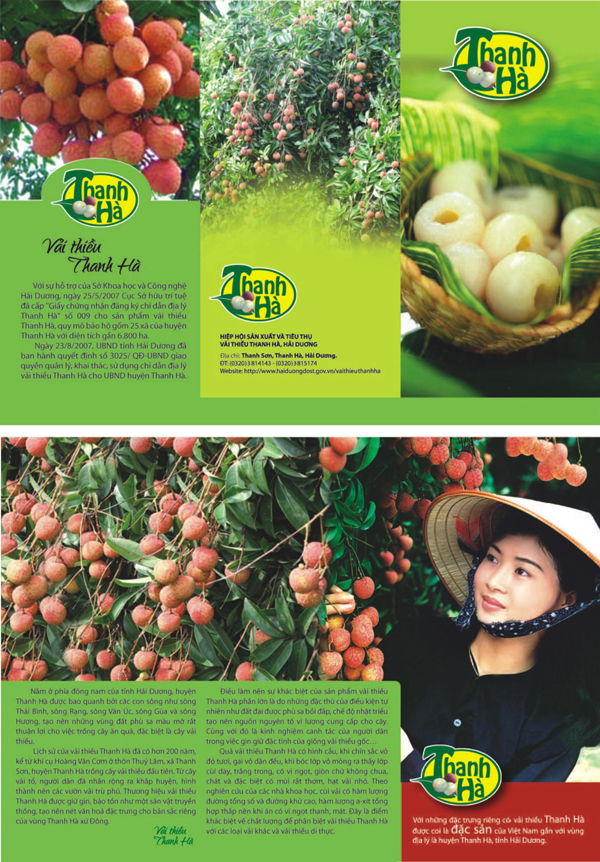 Thanh
Hà
Thanh
Hà
Vải thiều
Thanh Hà
Với sự hỗ trợ của Sở Khoa học và Công nghệ
Hải Dương, ngày 25/5/2007 Cục Sở hữu trí tuệ
đã cấp "Giấy chứng nhận đăng ký chỉ dẫn địa lý
Thanh Hà" số 009 cho sản phẩm vải thiều
Thanh Hà, quy mô bảo hộ gồm 25 xã của huyện
Thanh Hà với diện tích gần 6.800 ha.
Ngày 23/8/2007, UBND tỉnh Hải Dương đã
ban hành quyết định số 3025/ QĐ-UBND giao
quyền quản lý, khai thác, sử dụng chỉ dẫn địa lý
vải thiều Thanh Hà cho UBND huyện Thanh Hà.
Thanh
Hà
HIỆP HỘI SẢN XUẤT VÀ TIÊU THỤ
VẢI THIỀU THANH HÀ, HẢI DƯƠNG
Địa chỉ: Thanh Sơn, Thanh Hà, Hải Dương.
ĐT: (0320)3 814143 - (0320)3 815174
Website: http://www.haiduongdost.gov.vn/vaithieuthanhha
Năm ở phía đông nam của tỉnh Hải Dương, huyện
Thanh Hà được bao quanh bởi các con sông như sông
Thái Bình, sông Rạng, sông Văn Úc, sông Gùa và sông
Hương, tạo nên những vùng đất phù sa màu mỡ rất
thuận lợi cho việc trồng cây ăn quả, đặc biệt là cây vải
thiều.
Lịch sử của vải thiều Thanh Hà đã có hơn 200 năm,
kể từ khi cụ Hoàng Văn Cơm ở thôn Thuý Lâm, xã Thanh
Sơn, huyện Thanh Hà trồng cây vải thiều đầu tiên. Từ cây
vải tổ, người dân đã nhân rộng ra khắp huyện, hình
thành nên các vườn vải trù phú. Thương hiệu vải thiều
Thanh Hà được giữ gìn, bảo tồn như một sản vật truyền
thống, tạo nên nét văn hoá đặc trưng cho bản sắc riêng
của vùng Thanh Hà xứ Đông.
Vải thiều
Thanh Hà
Điều làm nên sự khác biệt của sản phẩm vải thiều
Thanh Hà phần lớn là do những đặc thù của điều kiện tự
nhiên như đất đai được phù sa bồi đắp, chế độ nhật triều
tạo nên nguồn nguyên tố vi lượng cung cấp cho cây.
Cùng với đó là kinh nghiệm canh tác của người dân
trong việc gìn giữ đặc tính của giống vải thiều gốc...
Quả vải thiều Thanh Hà có hình cầu, khi chín sắc vỏ
đỏ tươi, gai vỏ dần đều, khi bóc lớp vỏ mỏng ra thấy lớp
cùi dày, trắng trong, có vị ngọt, giòn chứ không chua,
chát và đặc biệt có mùi rất thơm, hạt vải nhỏ. Theo
nghiên cứu của các nhà khoa học, cùi vải có hàm lượng
đường tổng số và đường khử cao, hàm lượng a-xit tổng
hợp thấp nên khi ăn có vị ngọt thanh, mát. Đây là điểm
khác biệt về chất lượng để phân biệt vải thiều Thanh Hà
với các loại vải khác và vải thiều di thực.
Thanh
Hà
Với những đặc trưng riêng có, vải thiều Thanh Hà
được coi là đặc sản của Việt Nam gắn với vùng
địa lý là huyện Thanh Hà, tỉnh Hải Dương.